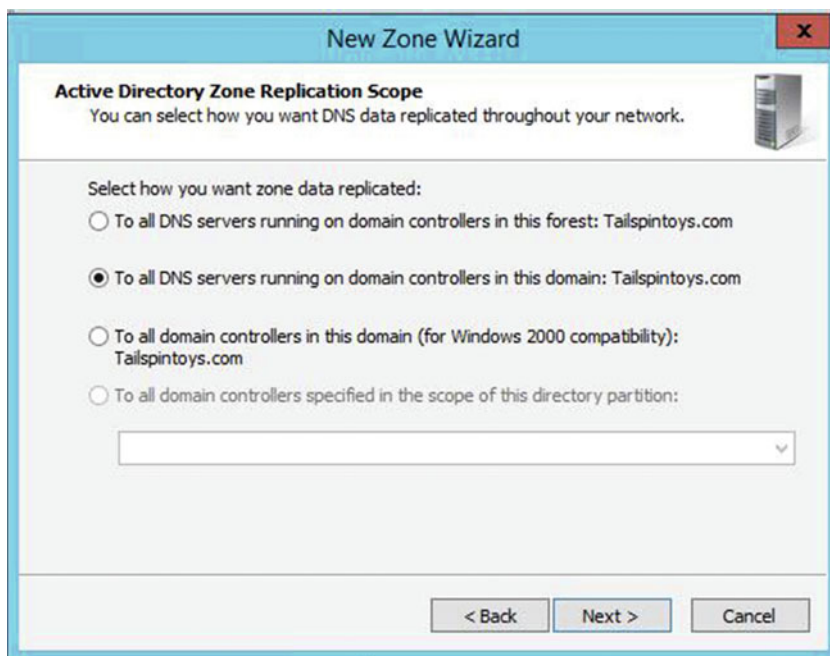 New Zone Wizard
x
Active Directory Zone Replication Scope
You can select how you want DNS data replicated throughout your network.
Select how you want zone data replicated:
To all DNS servers running on domain controllers in this forest: Tailspintoys.com
To all DNS servers running on domain controllers in this domain: Tailspintoys.com
To all domain controllers in this domain (for Windows 2000 compatibility):
Tailspintoys.com
To all domain controllers specified in the scope of this directory partition:
< Back Next > Cancel